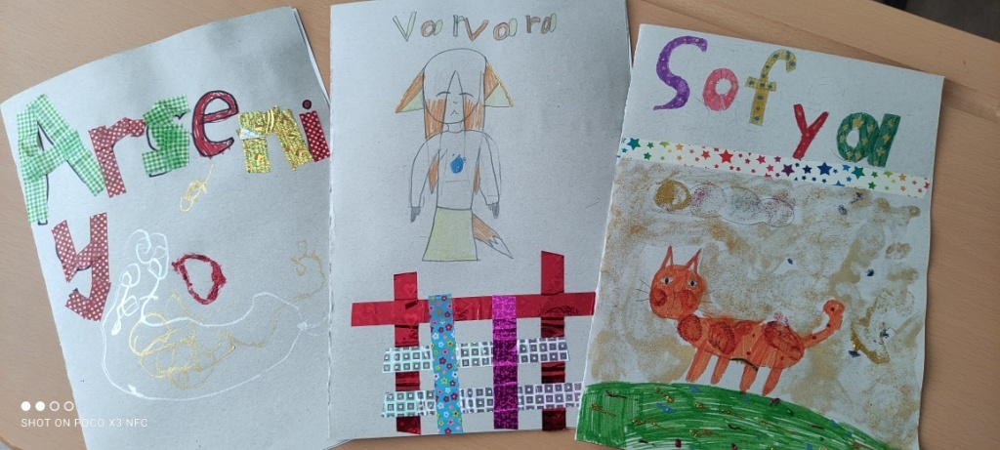 Arseni
y
Varvara
Sofya
SHOT ON POCO X3 NFC